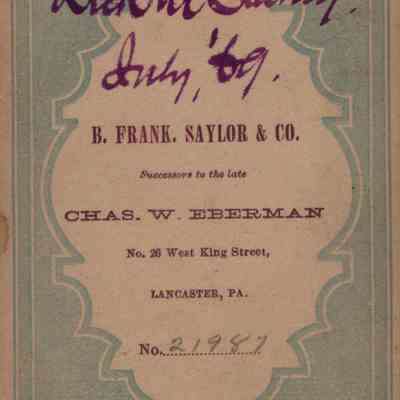 July, '69.
B. FRANK. SAYLOR & CO.
Successors to the late
CHAS. W. EBERMAN
No. 26 West King Street,
LANCASTER, PA.
No. 21987